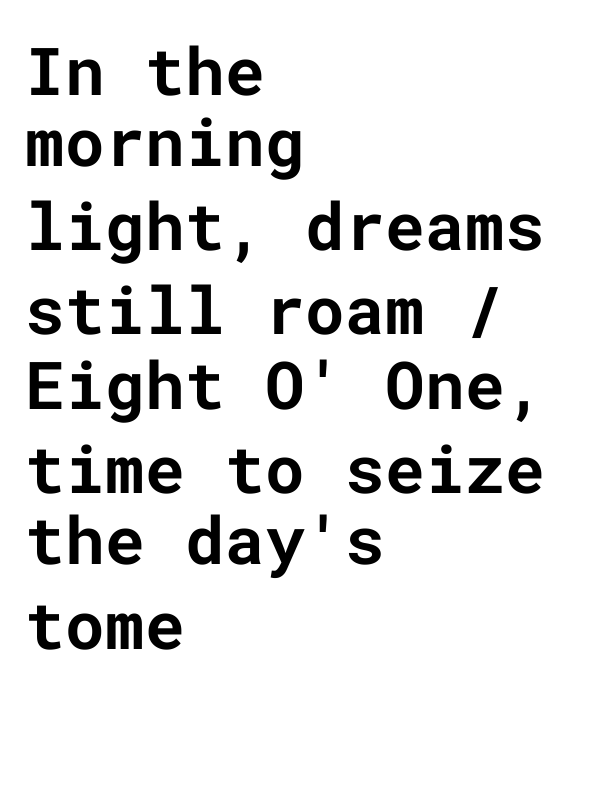 In the
morning
light, dreams
still roam /
Eight O' One,
time to seize
the day's
tome